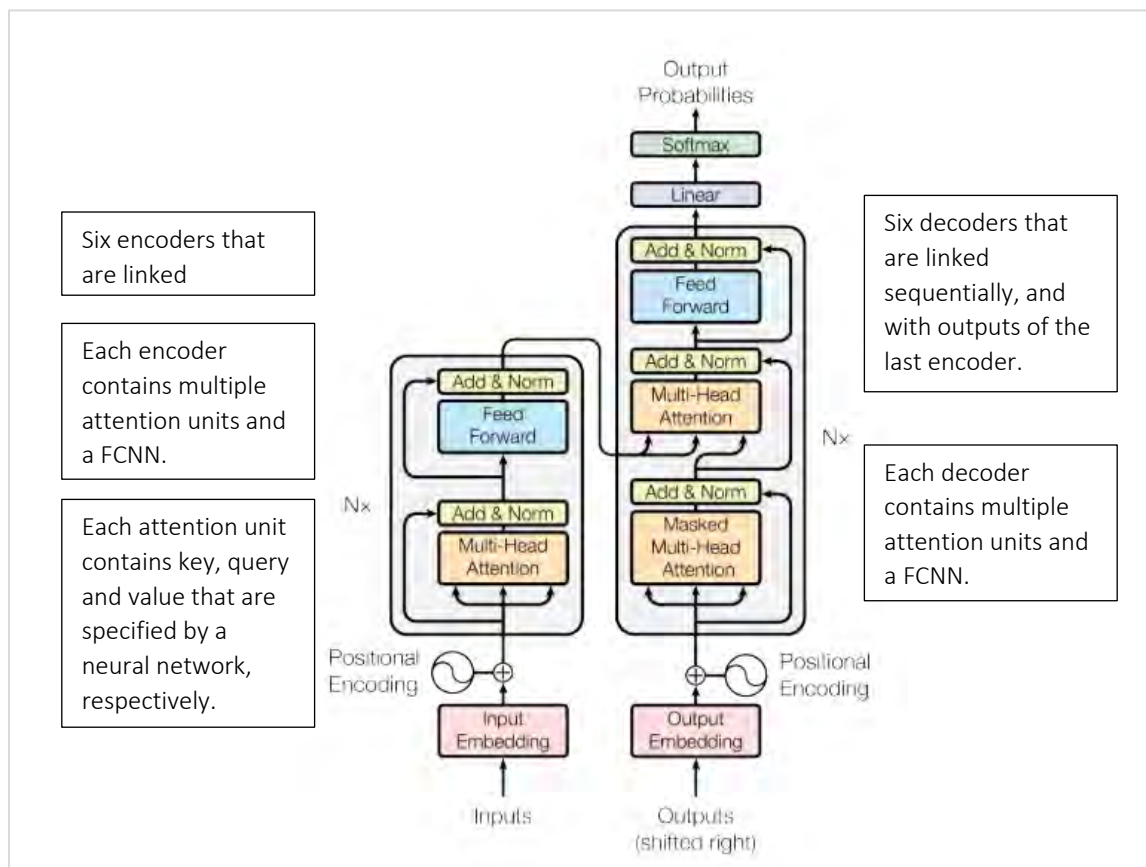 Output
Probabilities
Softmax
Linear
Six encoders that
are linked
Each encoder
contains multiple
attention units and
a FCNN.
Each attention unit
contains key, query
and value that are
specified by a
neural network,
respectively.
Add & Norm
Feed
Forward
Add & Norm
Multi-Head
Attention
Nx
Positional
Encoding
Input
Embedding
Inputs
Add & Norm
Feed
Forward
Add & Norm
Multi-Head
Attention
Add & Norm
Masked
Multi-Head
Attention
Nx
Positional
Encoding
Output
Embedding
Outputs
(shifted right)
Six decoders that
are linked
sequentially, and
with outputs of the
last encoder.
Each decoder
contains multiple
attention units and
a FCNN.